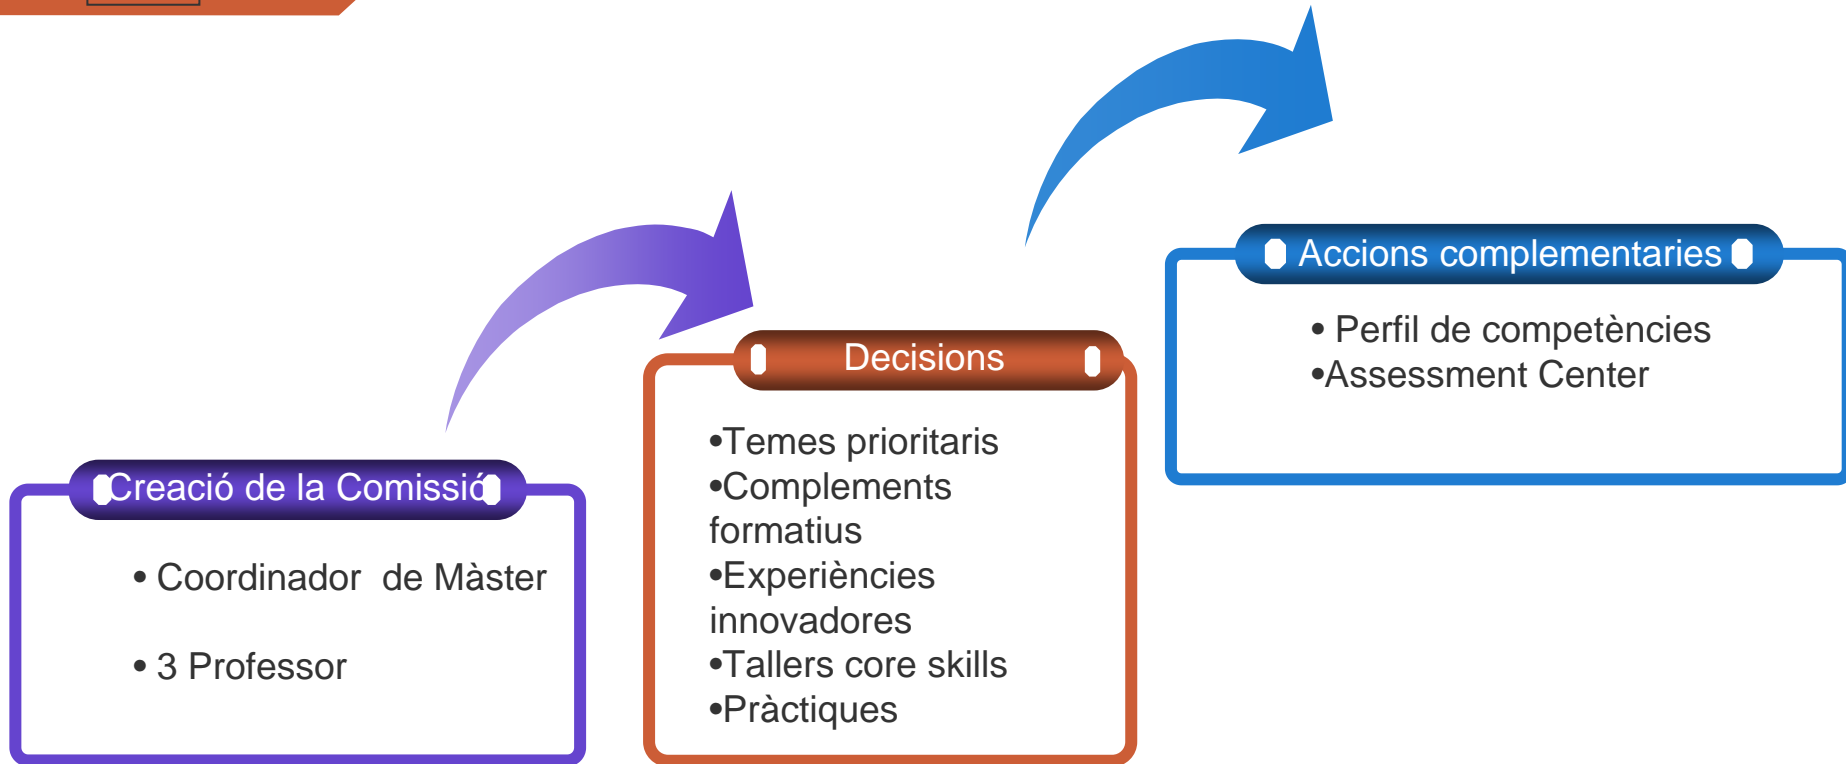 Creació de la Comissió
• Coordinador de Màster
• 3 Professor
Decisions
•Temes prioritaris
•Complements
formatius
•Experiències
innovadores
•Tallers core skills
•Pràctiques
Accions complementaries
• Perfil de competències
•Assessment Center